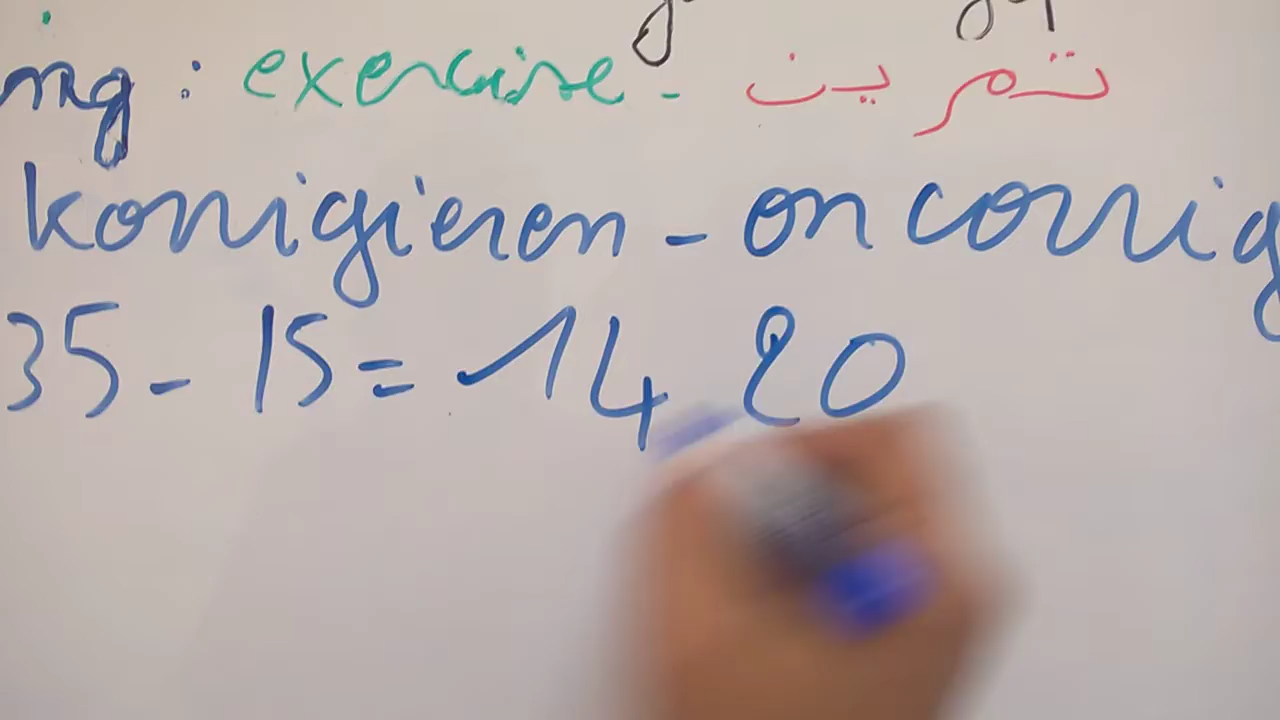 ng : exercise - تمرين
korrigieren - on corrig
35 - 15 = 14 20